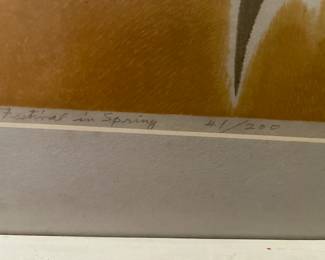 Festival in Spring 41/200